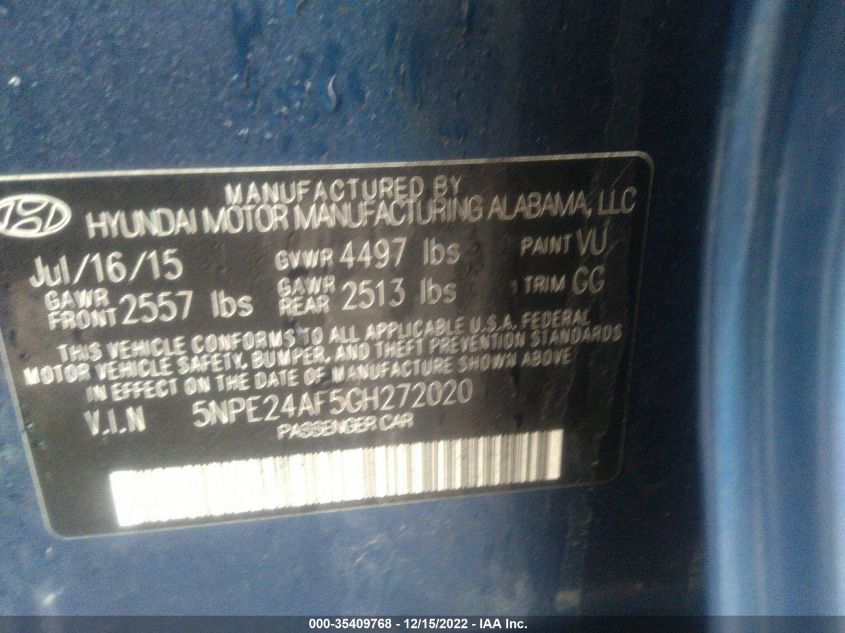 MANUFACTURED BY
HYUNDAI MOTOR MANUFACTURING ALABAMA, LLC
Jul/16/15 GVWR 4497 lbs PAINT VU
GAWR FRONT 2557 lbs GAWR REAR 2513 lbs TRIM GG
THIS VEHICLE CONFORMS TO ALL APPLICABLE U.S.A. FEDERAL
MOTOR VEHICLE SAFETY, BUMPER, AND THEFT PREVENTION STANDARDS
IN EFFECT ON THE DATE OF MANUFACTURE SHOWN ABOVE
V.I.N 5NPE24AF5GH272020
PASSENGER CAR
000-35409768 - 12/15/2022 - IAA Inc.